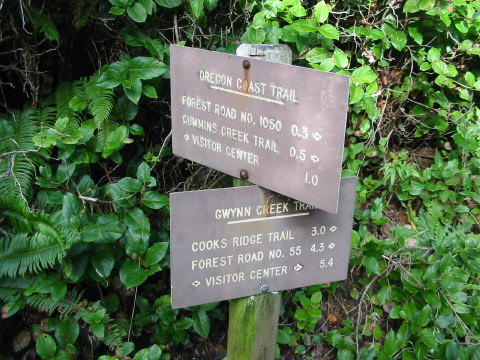 OREGON COAST TRAIL
FOREST ROAD NO. 1050 0.3
CUMMINS CREEK TRAIL 0.5
VISITOR CENTER 1.0
GWYNN CREEK TRAIL
COOKS RIDGE TRAIL 3.0
FOREST ROAD NO. 55 4.3
VISITOR CENTER 5.4